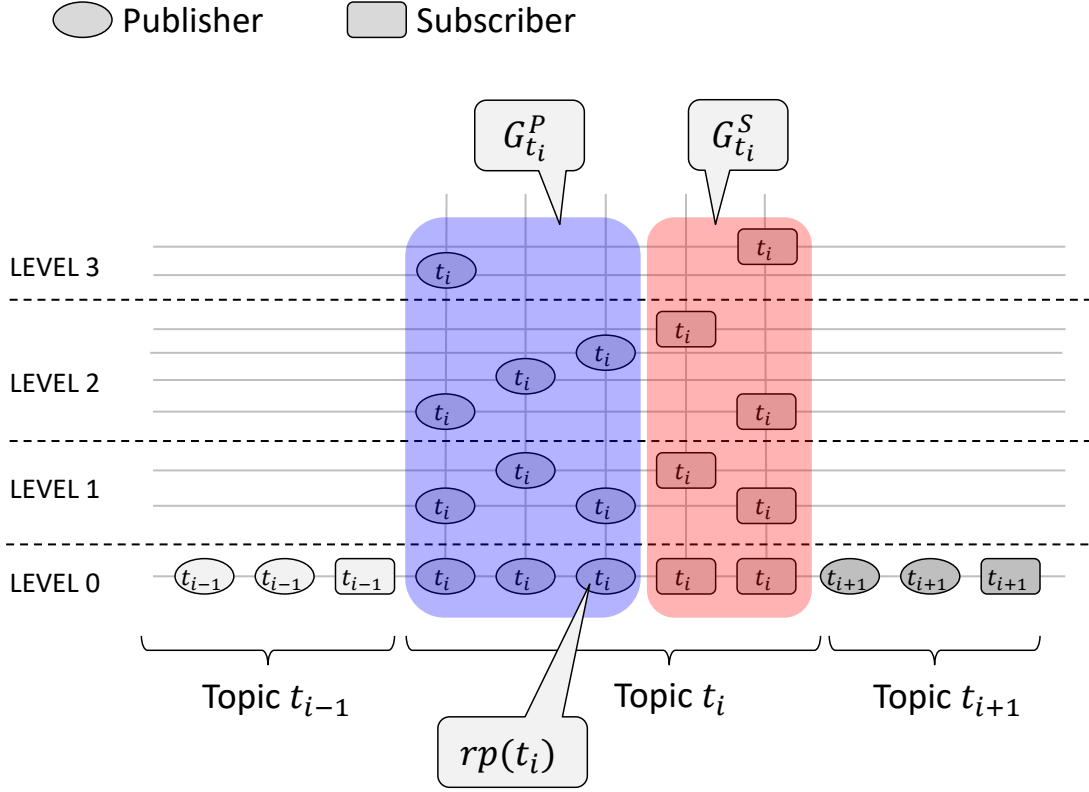 Publisher Subscriber
G_{t_i}^P G_{t_i}^S
t_i
LEVEL 3 t_i
t_i
t_i
LEVEL 2 t_i
t_i t_i
t_i t_i
LEVEL 1 t_i t_i t_i
LEVEL 0 t_{i−1} t_{i−1} t_{i−1} t_i t_i t_i t_i t_i t_{i+1} t_{i+1} t_{i+1}
Topic t_{i−1} Topic t_i Topic t_{i+1}
rp(t_i)